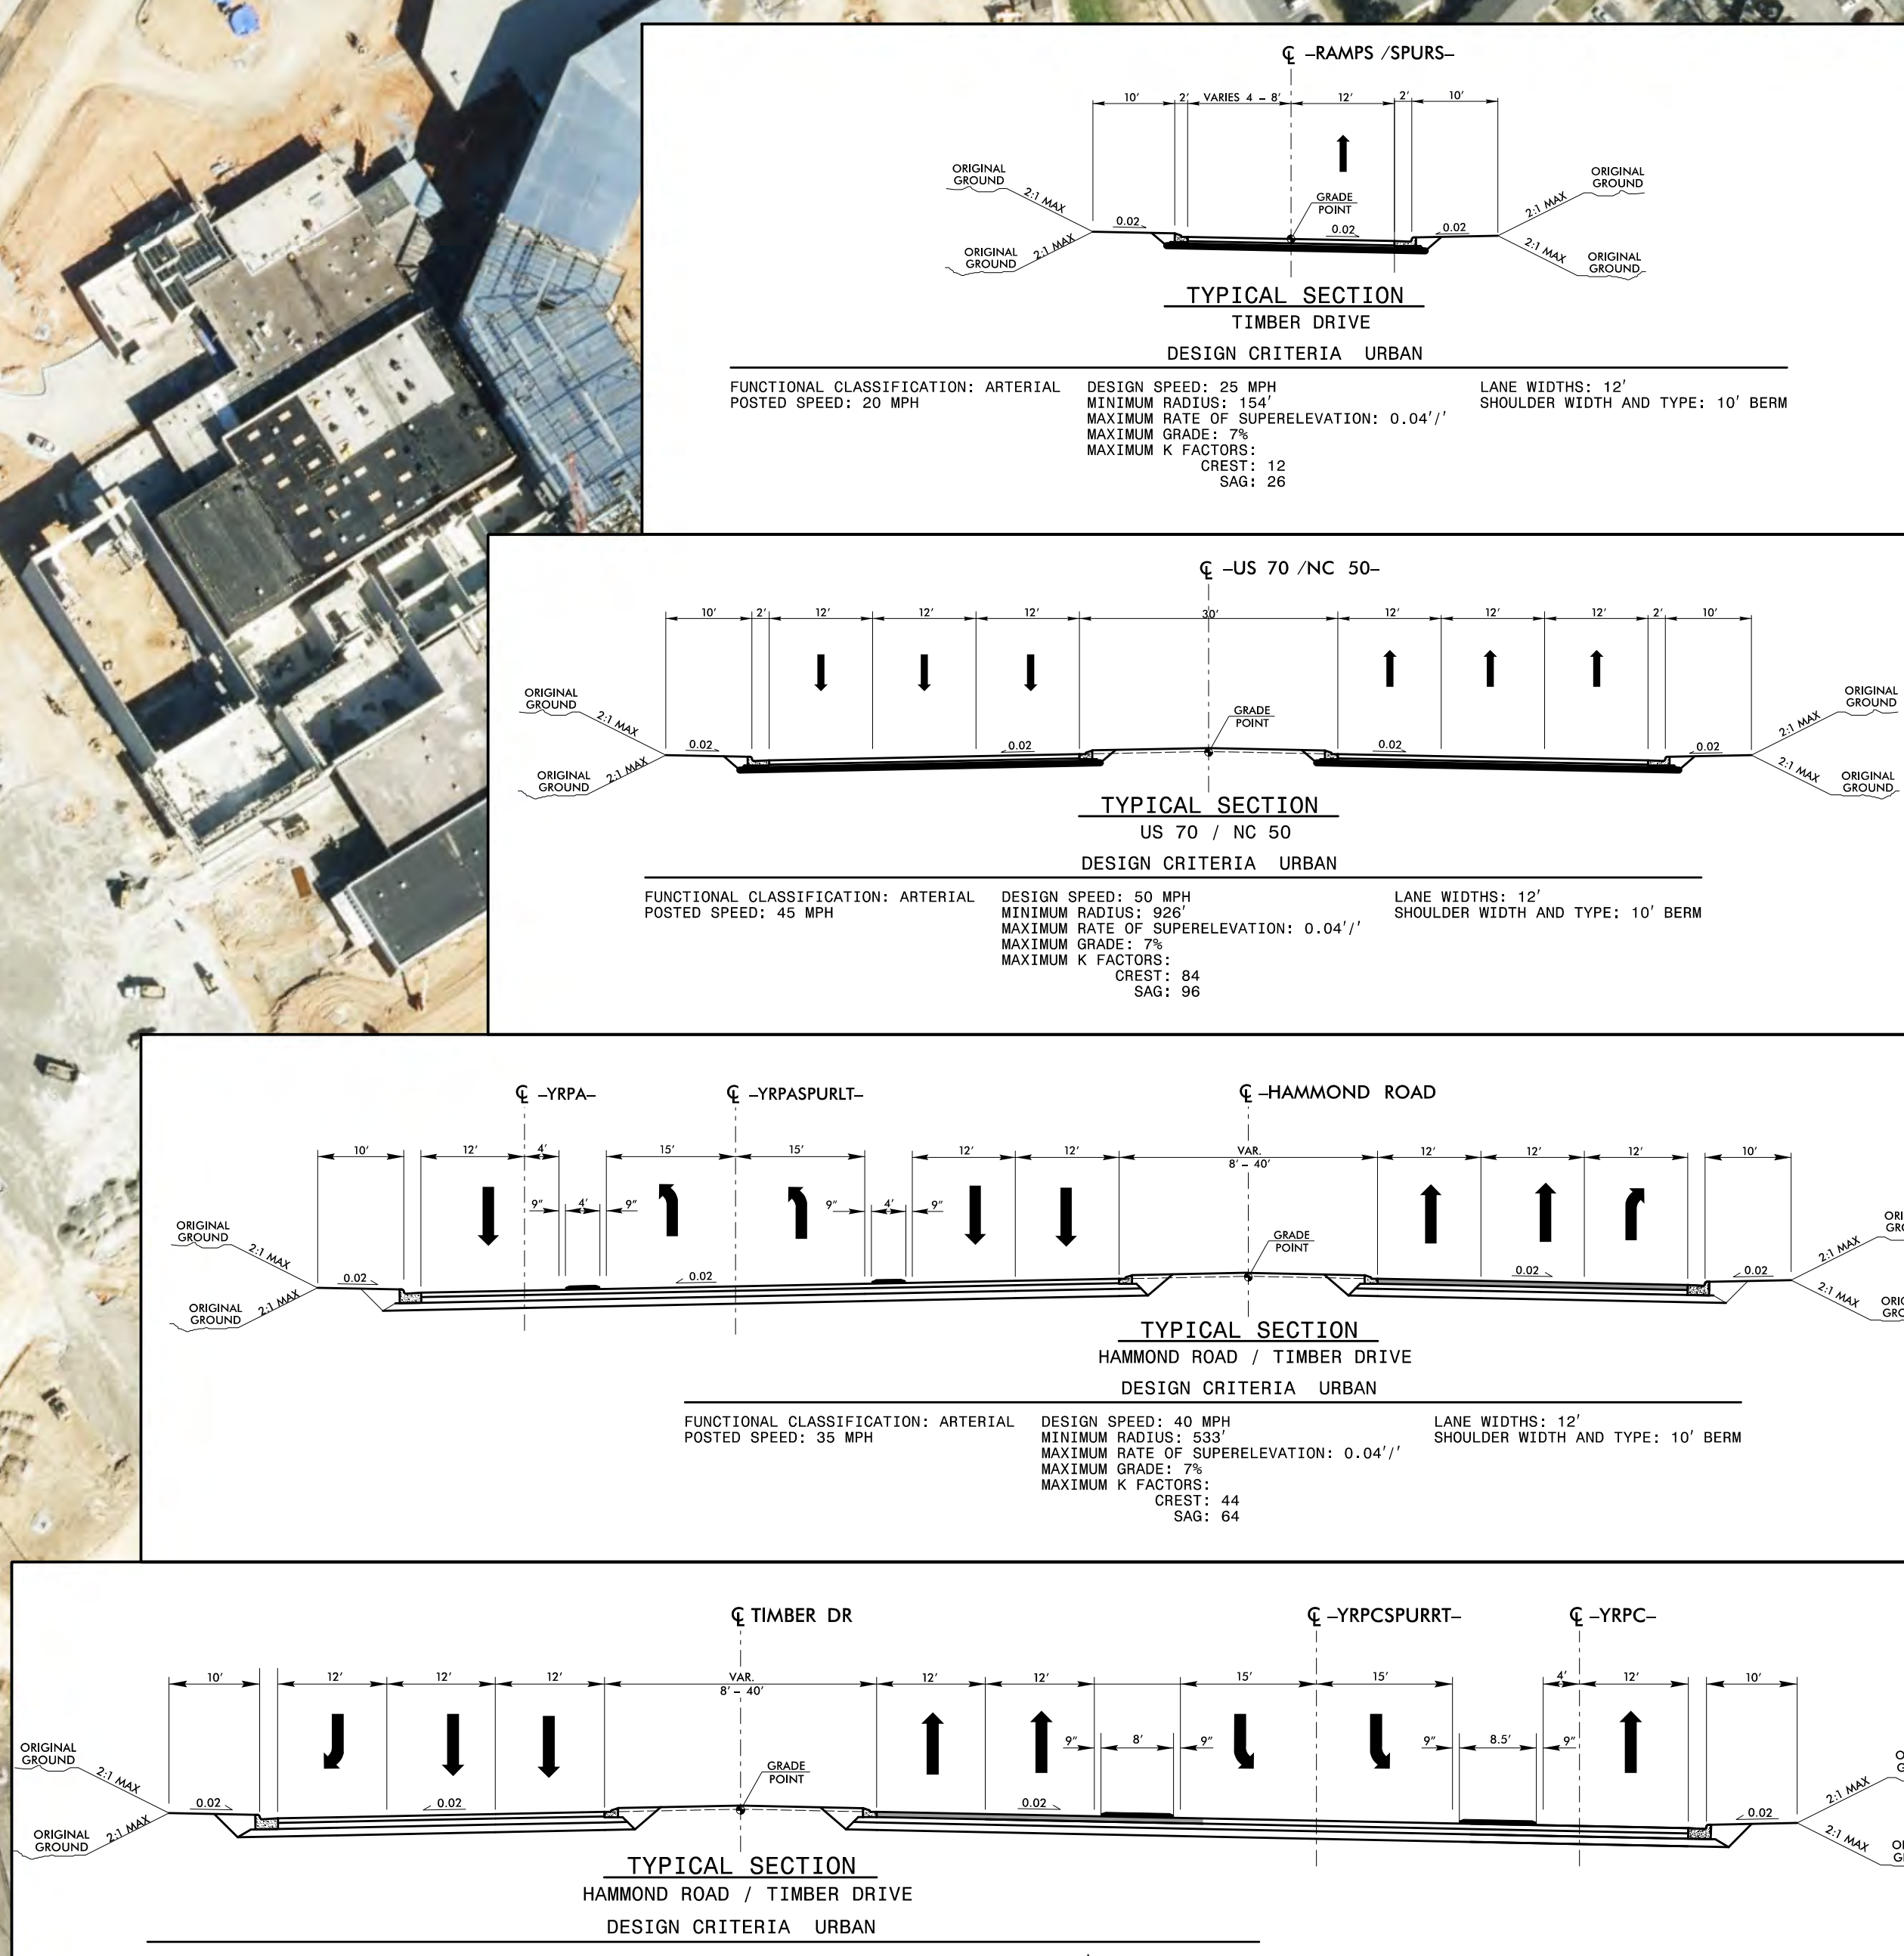 ℄ –RAMPS /SPURS–
10' 2' VARIES 4 – 8' 12' 2' 10'
ORIGINAL
GROUND
ORIGINAL
GROUND
2:1 MAX
2:1 MAX
GRADE
POINT
0.02
0.02
0.02
2:1 MAX
2:1 MAX
ORIGINAL
GROUND
ORIGINAL
GROUND
TYPICAL SECTION
TIMBER DRIVE
DESIGN CRITERIA URBAN
FUNCTIONAL CLASSIFICATION: ARTERIAL
POSTED SPEED: 20 MPH
DESIGN SPEED: 25 MPH
MINIMUM RADIUS: 154'
MAXIMUM RATE OF SUPERELEVATION: 0.04'/'
MAXIMUM GRADE: 7%
MAXIMUM K FACTORS:
CREST: 12
SAG: 26
LANE WIDTHS: 12'
SHOULDER WIDTH AND TYPE: 10' BERM
℄ –US 70 /NC 50–
10' 2' 12' 12' 12' 30' 12' 12' 12' 2' 10'
ORIGINAL
GROUND
ORIGINAL
GROUND
2:1 MAX
2:1 MAX
GRADE
POINT
0.02
0.02
0.02
0.02
2:1 MAX
2:1 MAX
ORIGINAL
GROUND
ORIGINAL
GROUND
TYPICAL SECTION
US 70 / NC 50
DESIGN CRITERIA URBAN
FUNCTIONAL CLASSIFICATION: ARTERIAL
POSTED SPEED: 45 MPH
DESIGN SPEED: 50 MPH
MINIMUM RADIUS: 926'
MAXIMUM RATE OF SUPERELEVATION: 0.04'/'
MAXIMUM GRADE: 7%
MAXIMUM K FACTORS:
CREST: 84
SAG: 96
LANE WIDTHS: 12'
SHOULDER WIDTH AND TYPE: 10' BERM
℄ –YRPA–
℄ –YRPASPURLT–
℄ –HAMMOND ROAD
10' 12' 4' 15' 15' 12' 12' VAR. 12' 12' 12' 10'
8' – 40'
9" 4' 9" 9" 4' 9"
ORIGINAL
GROUND
ORIGINAL
GROUND
2:1 MAX
2:1 MAX
GRADE
POINT
0.02
0.02
0.02
0.02
2:1 MAX
2:1 MAX
TYPICAL SECTION
HAMMOND ROAD / TIMBER DRIVE
DESIGN CRITERIA URBAN
FUNCTIONAL CLASSIFICATION: ARTERIAL
POSTED SPEED: 35 MPH
DESIGN SPEED: 40 MPH
MINIMUM RADIUS: 533'
MAXIMUM RATE OF SUPERELEVATION: 0.04'/'
MAXIMUM GRADE: 7%
MAXIMUM K FACTORS:
CREST: 44
SAG: 64
LANE WIDTHS: 12'
SHOULDER WIDTH AND TYPE: 10' BERM
℄ TIMBER DR
℄ –YRPCSPURRT–
℄ –YRPC–
10' 12' 12' 12' VAR. 12' 12' 15' 15' 4' 12' 10'
8' – 40'
9" 8' 9" 9" 8.5' 9"
ORIGINAL
GROUND
ORIGINAL
GROUND
2:1 MAX
2:1 MAX
GRADE
POINT
0.02
0.02
0.02
0.02
2:1 MAX
2:1 MAX
TYPICAL SECTION
HAMMOND ROAD / TIMBER DRIVE
DESIGN CRITERIA URBAN